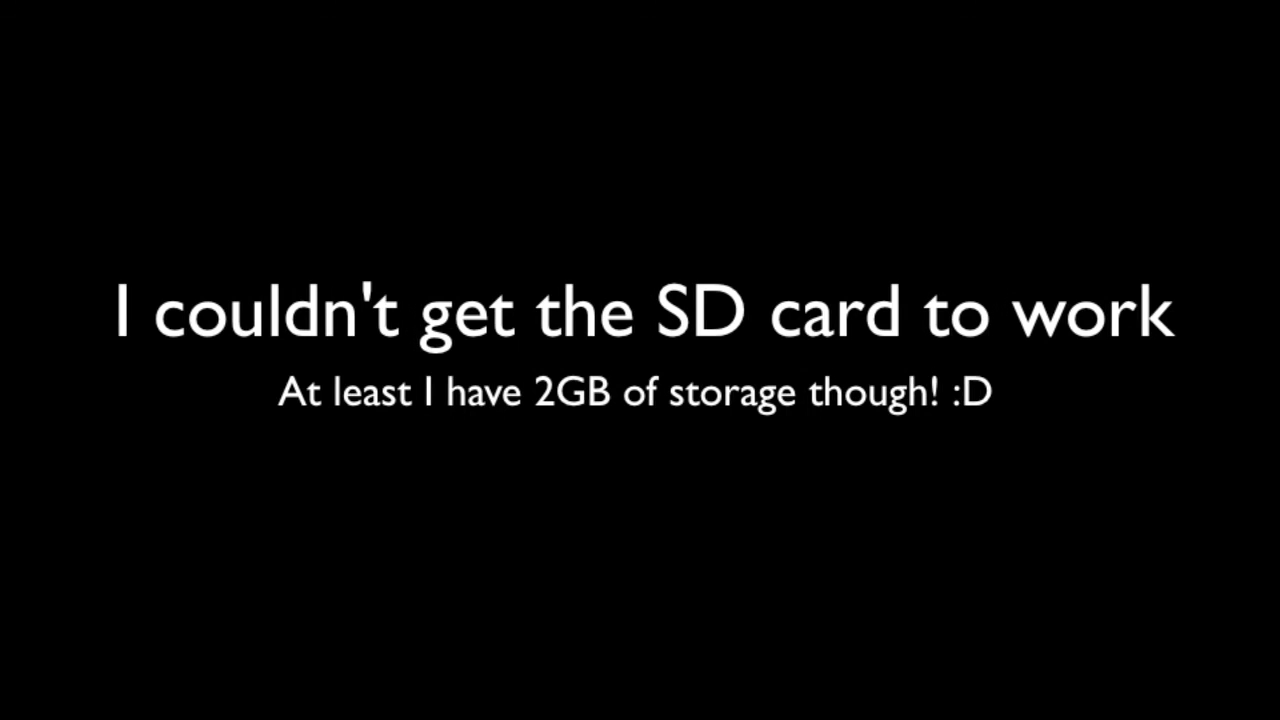 I couldn't get the SD card to work
At least I have 2GB of storage though! :D